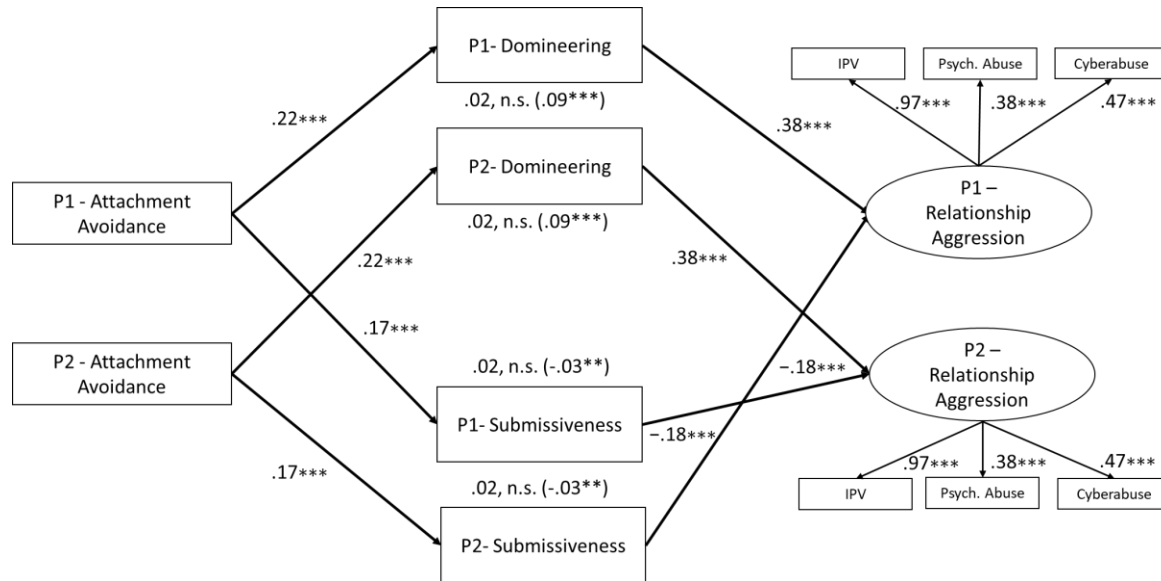 P1- Domineering
.02, n.s. (.09***)
P2- Domineering
.02, n.s. (.09***)
.22***
.22***
.17***
.17***
P1 - Attachment
Avoidance
P2 - Attachment
Avoidance
.02, n.s. (-.03**)
P1- Submissiveness
.02, n.s. (-.03**)
P2- Submissiveness
.38***
.38***
−.18***
−.18***
IPV
Psych. Abuse
Cyberabuse
.97***
.38***
.47***
P1 –
Relationship
Aggression
P2 –
Relationship
Aggression
.97***
.38***
.47***
IPV
Psych. Abuse
Cyberabuse